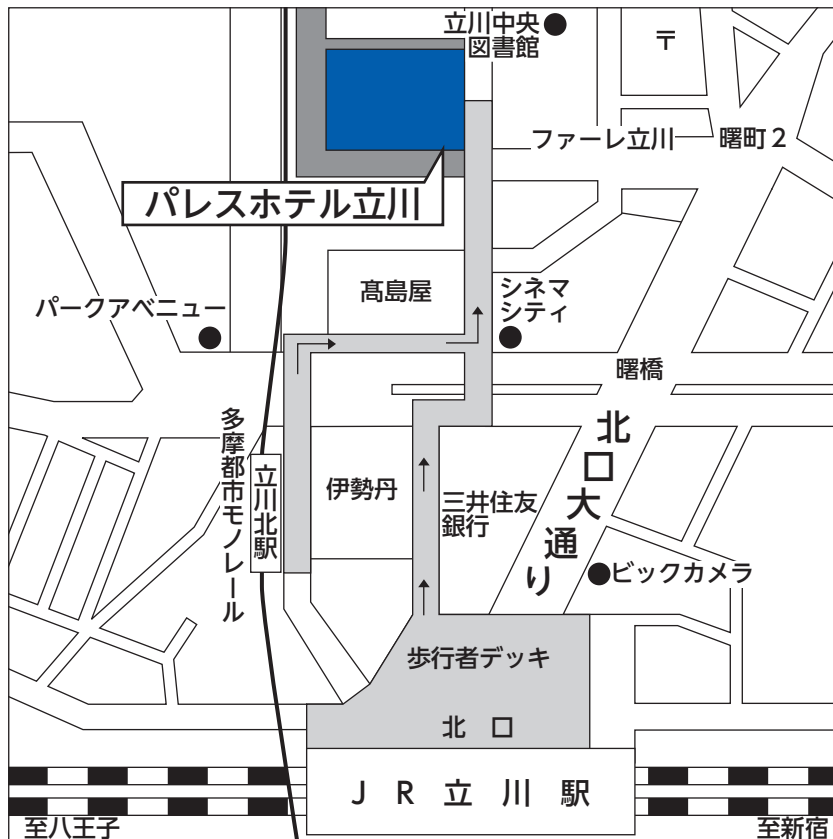 立川中央
図書館
〒
ファーレ立川
曙町2
パレスホテル立川
髙島屋
シネマ
シティ
パークアベニュー
曙橋
北口大通り
多摩都市モノレール
立川北駅
伊勢丹
三井住友
銀行
ビックカメラ
歩行者デッキ
北 口
J R 立 川 駅
至八王子
至新宿